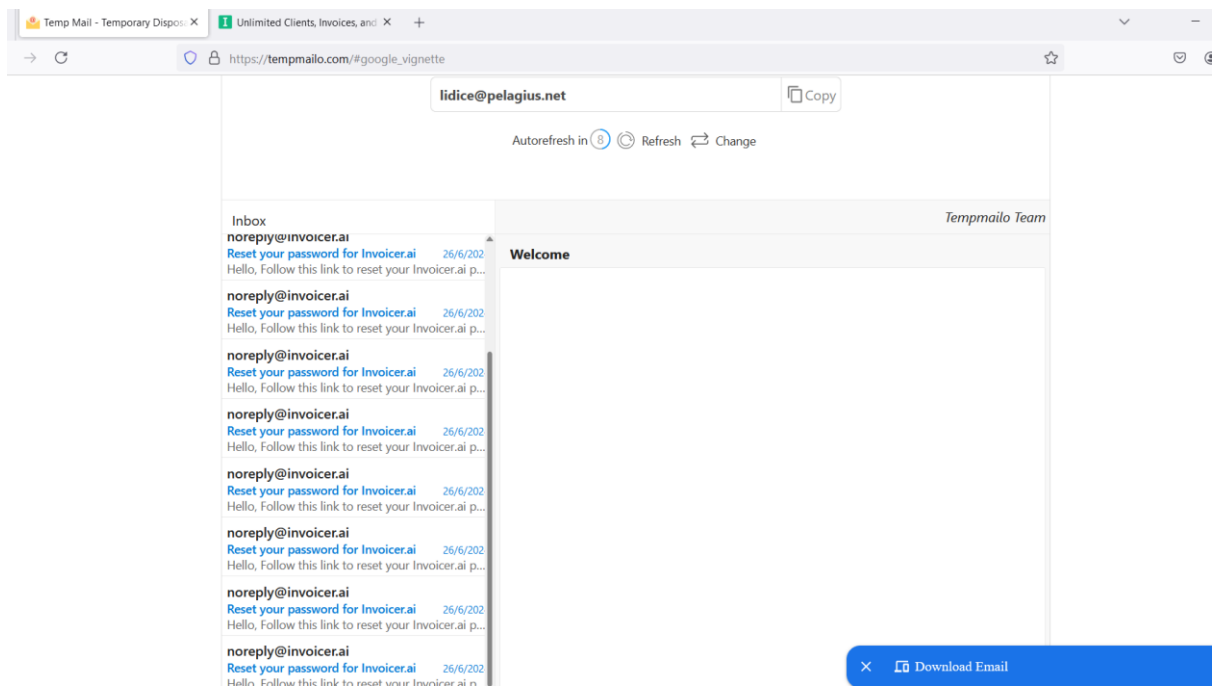 Temp Mail - Temporary Dispos
Unlimited Clients, Invoices, and
https://tempmailo.com/#google_vignette
lidice@pelagius.net
Copy
Autorefresh in 8 Refresh Change
Inbox
Tempmailo Team
Welcome
noreply@invoicer.ai
Reset your password for Invoicer.ai 26/6/202
Hello, Follow this link to reset your Invoicer.ai p...
noreply@invoicer.ai
Reset your password for Invoicer.ai 26/6/202
Hello, Follow this link to reset your Invoicer.ai p...
noreply@invoicer.ai
Reset your password for Invoicer.ai 26/6/202
Hello, Follow this link to reset your Invoicer.ai p...
noreply@invoicer.ai
Reset your password for Invoicer.ai 26/6/202
Hello, Follow this link to reset your Invoicer.ai p...
noreply@invoicer.ai
Reset your password for Invoicer.ai 26/6/202
Hello, Follow this link to reset your Invoicer.ai p...
noreply@invoicer.ai
Reset your password for Invoicer.ai 26/6/202
Hello, Follow this link to reset your Invoicer.ai p...
noreply@invoicer.ai
Reset your password for Invoicer.ai 26/6/202
Hello, Follow this link to reset your Invoicer.ai p...
noreply@invoicer.ai
Reset your password for Invoicer.ai 26/6/202
Hello, Follow this link to reset your Invoicer.ai p
Download Email